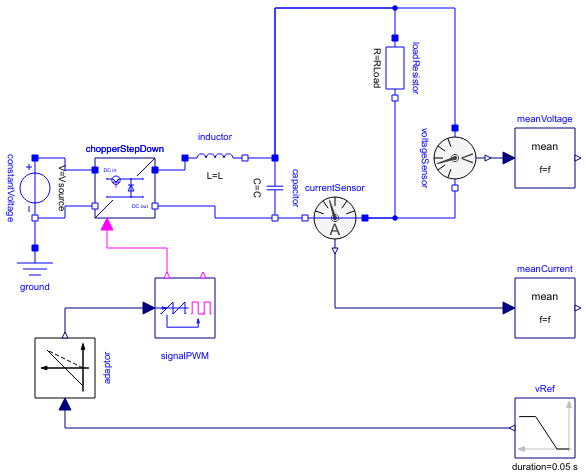 loadResistor
R=RLoad
meanVoltage
mean
f=f
voltageSensor
inductor
L=L
chopperStepDown
DC in
DC out
constantVoltage
V=Vsource
+
ground
capacitor
C=C
currentSensor
A
meanCurrent
mean
f=f
signalPWM
adaptor
vRef
duration=0.05 s